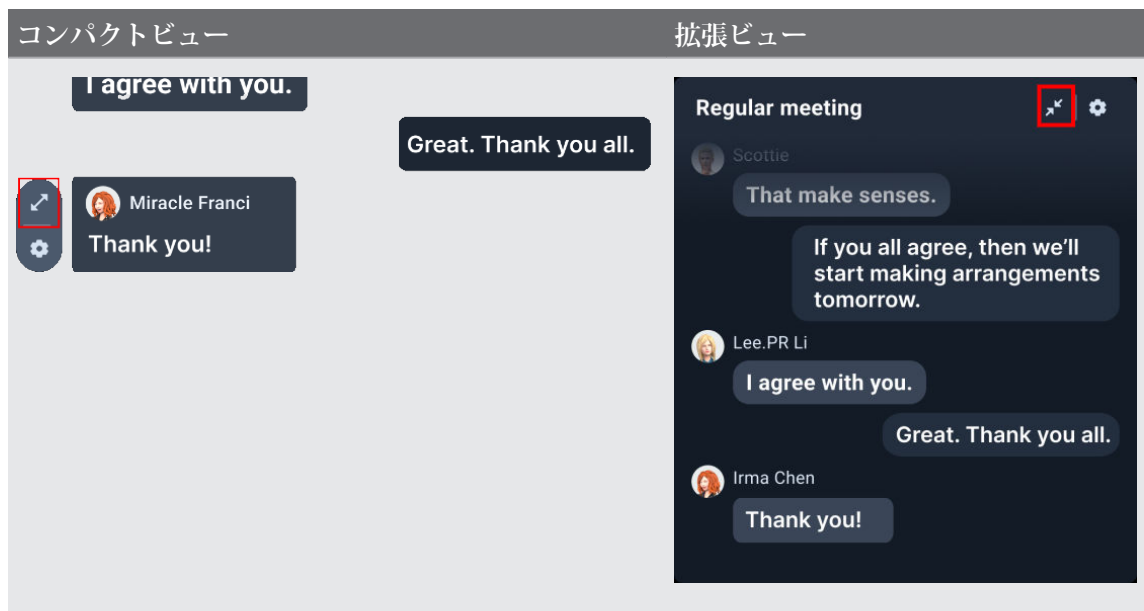 コンパクトビュー
拡張ビュー
I agree with you.
Great. Thank you all.
Miracle Franci
Thank you!
Regular meeting
Scottie
That make senses.
If you all agree, then we'll
start making arrangements
tomorrow.
Lee.PR Li
I agree with you.
Great. Thank you all.
Irma Chen
Thank you!